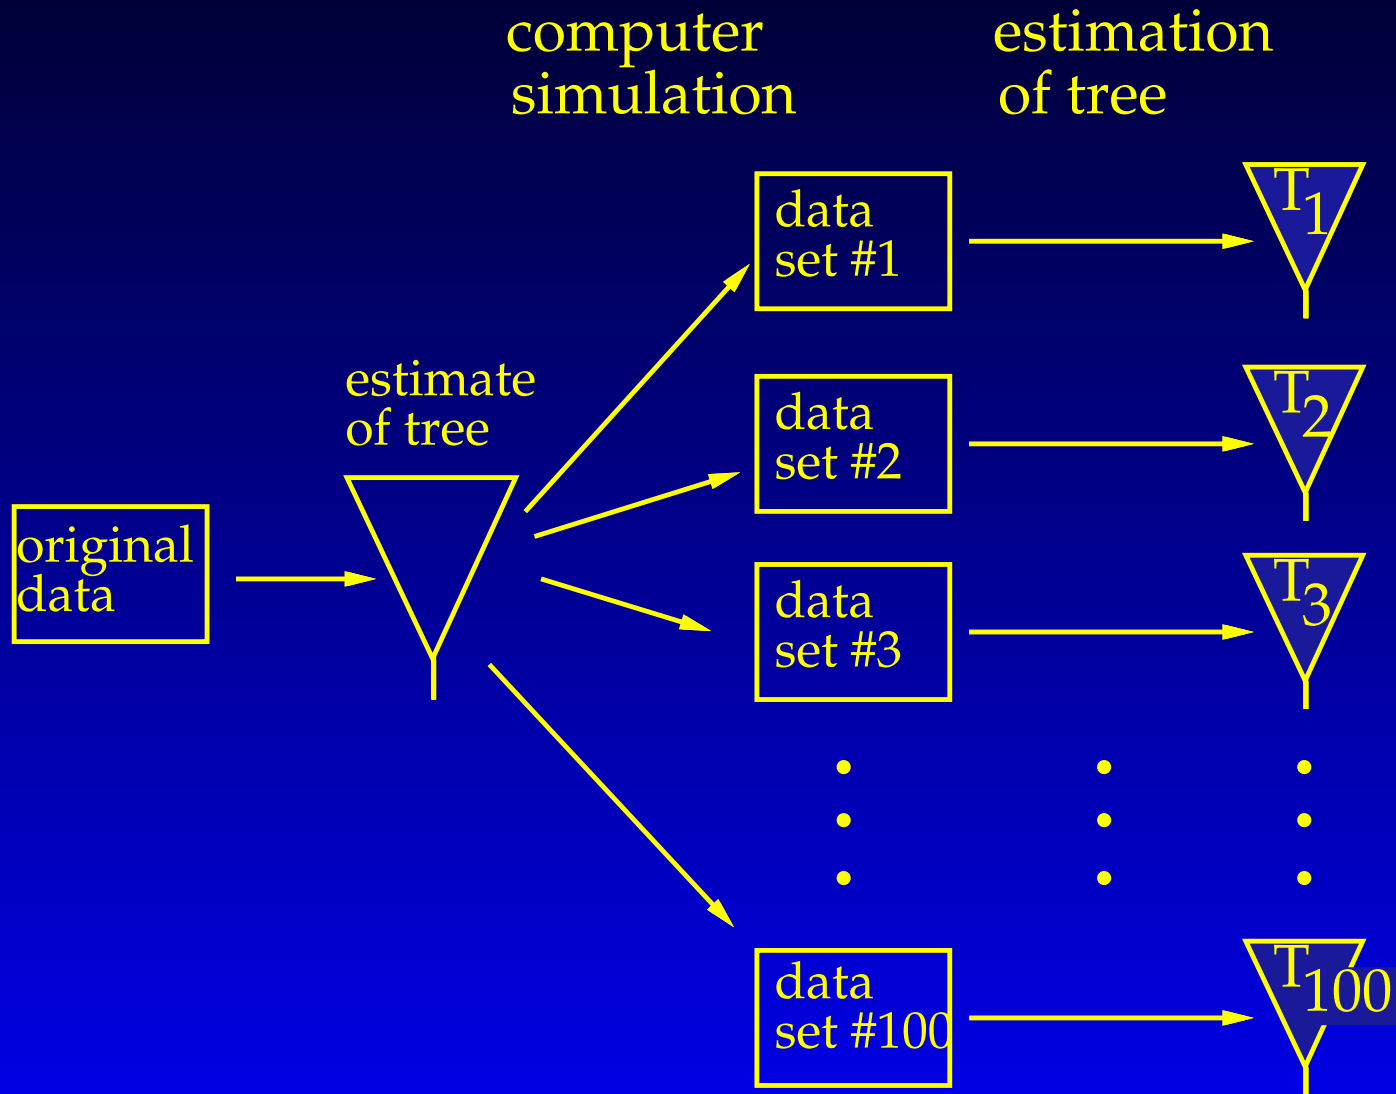 computer
simulation
estimation
of tree
data
set #1
T1
estimate
of tree
data
set #2
T2
original
data
data
set #3
T3
data
set #100
T100